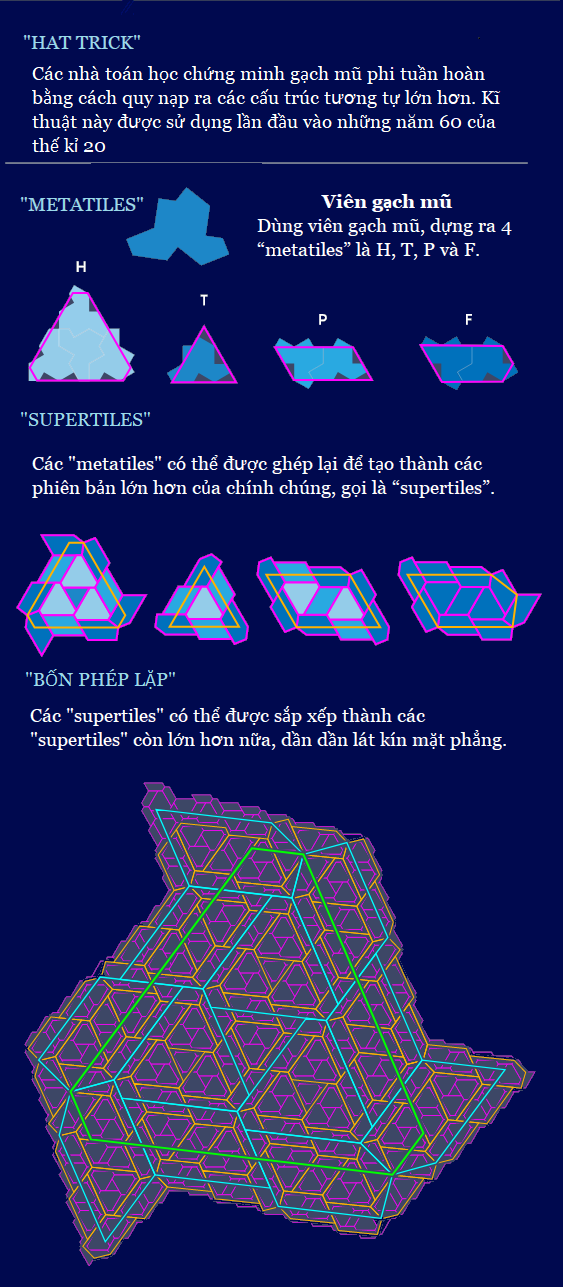 "HAT TRICK"
Các nhà toán học chứng minh gạch mũ phi tuần hoàn
bằng cách quy nạp ra các cấu trúc tương tự lớn hơn. Kĩ
thuật này được sử dụng lần đầu vào những năm 60 của
thế kỉ 20
"METATILES"
Viên gạch mũ
Dùng viên gạch mũ, dựng ra 4
“metatiles” là H, T, P và F.
H
T
P
F
"SUPERTILES"
Các "metatiles" có thể được ghép lại để tạo thành các
phiên bản lớn hơn của chính chúng, gọi là “supertiles”.
"BỐN PHÉP LẶP"
Các "supertiles" có thể được sắp xếp thành các
"supertiles" còn lớn hơn nữa, dần dần lát kín mặt phẳng.